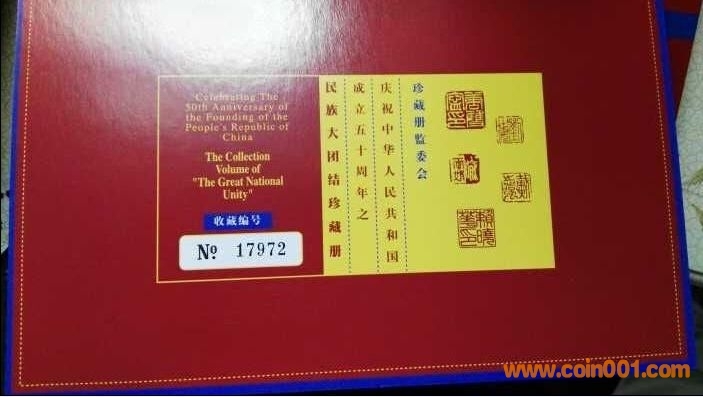 Celebrating The
50th Anniversary of
the Founding of the
People's Republic of
China
The Collection
Volume of
"The Great National
Unity"
收藏编号
№ 17972
珍藏册监委会
庆祝中华人民共和国
成立五十周年之
民族大团结珍藏册
www.coin001.com